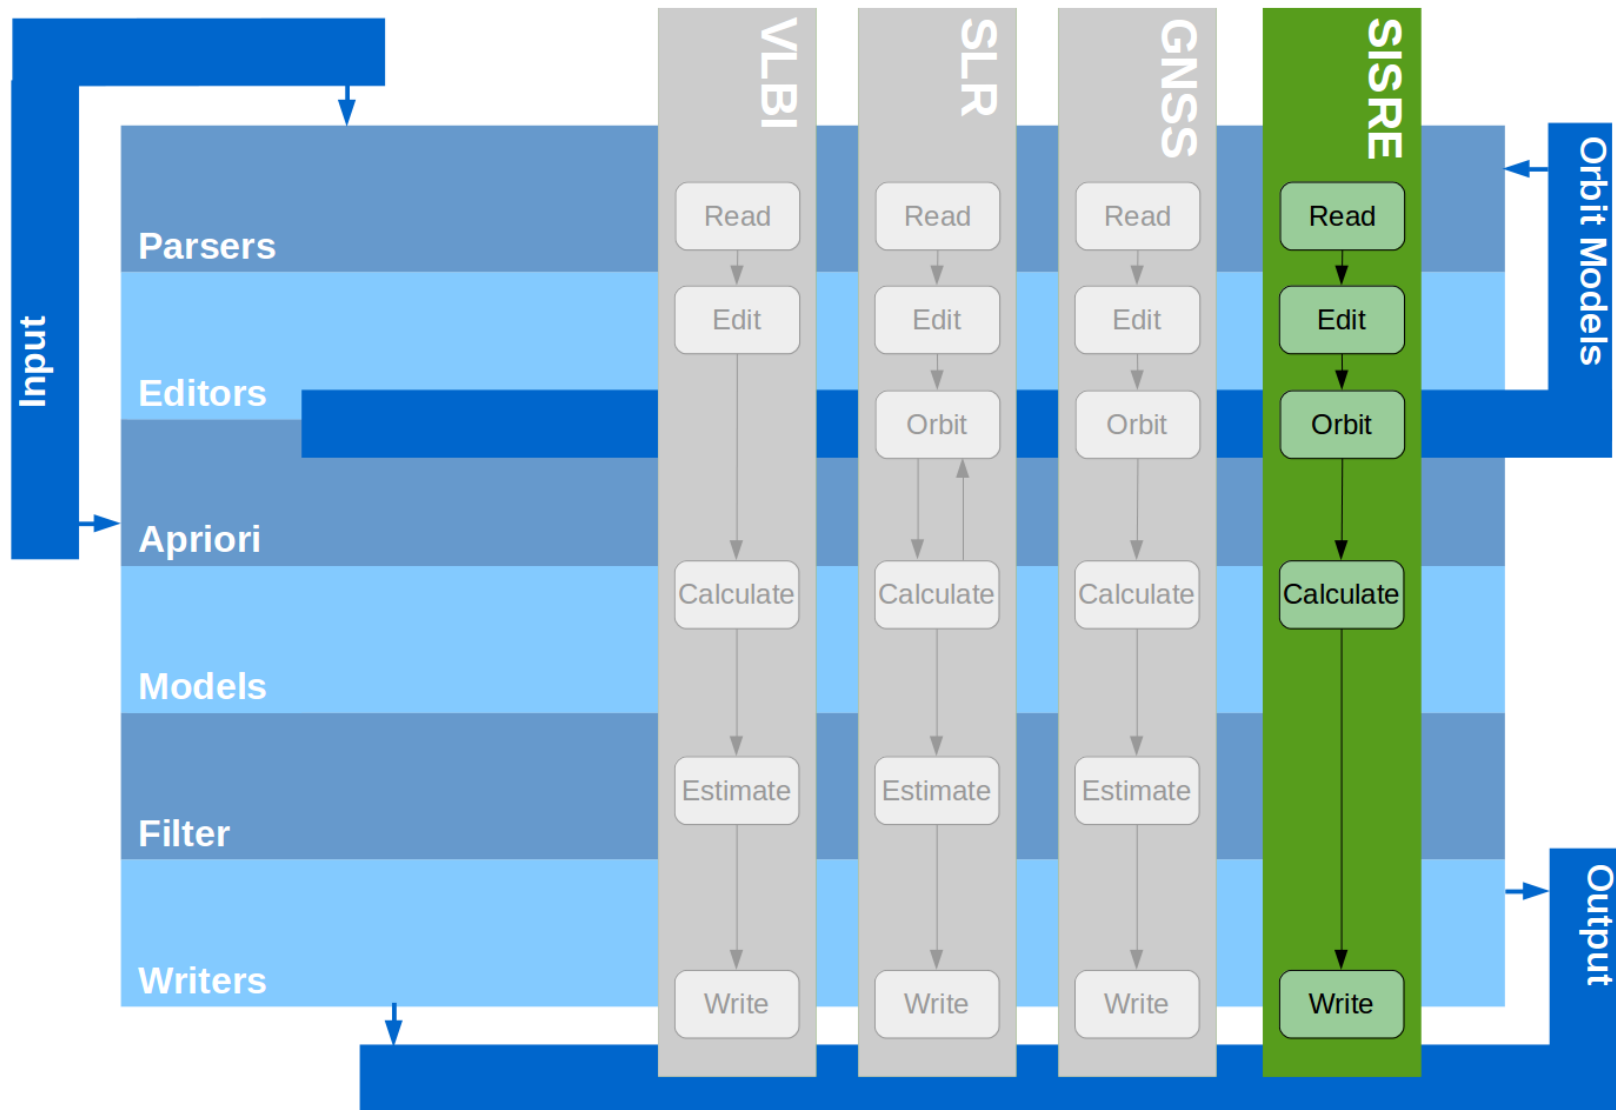 VLBI
SLR
GNSS
SISRE
Input
Orbit Models
Parsers
Read
Read
Read
Read
Editors
Edit
Edit
Edit
Edit
Orbit
Orbit
Orbit
Apriori
Calculate
Calculate
Calculate
Calculate
Models
Filter
Estimate
Estimate
Estimate
Writers
Write
Write
Write
Write
Output